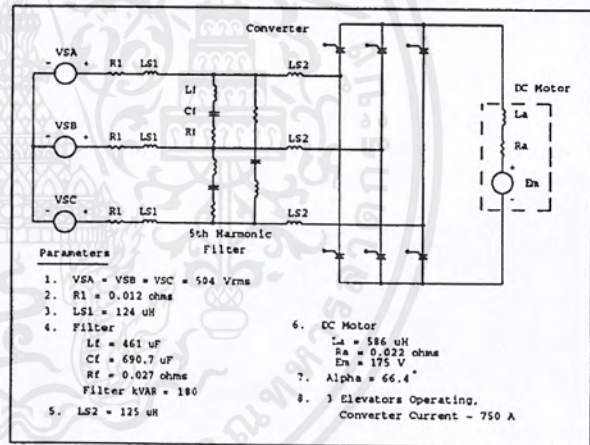 Converter
VSA
R1
LS1
LS2
- +
Lf
Cf
Rf
DC Motor
La
Ra
+
Em
-
VSB
R1
LS1
LS2
- +
VSC
R1
LS1
LS2
- +
5th Harmonic
Filter
Parameters
1. VSA = VSB = VSC = 504 Vrms
2. R1 = 0.012 ohms
3. LS1 = 124 uH
4. Filter
Lf = 461 uF
Cf = 690.7 uF
Rf = 0.027 ohms
Filter kVAR = 180
5. LS2 = 125 uH
6. DC Motor
La = 586 uH
Ra = 0.022 ohms
Em = 175 V
7. Alpha = 66.4°
8. 3 Elevators Operating,
Converter Current ~ 750 A